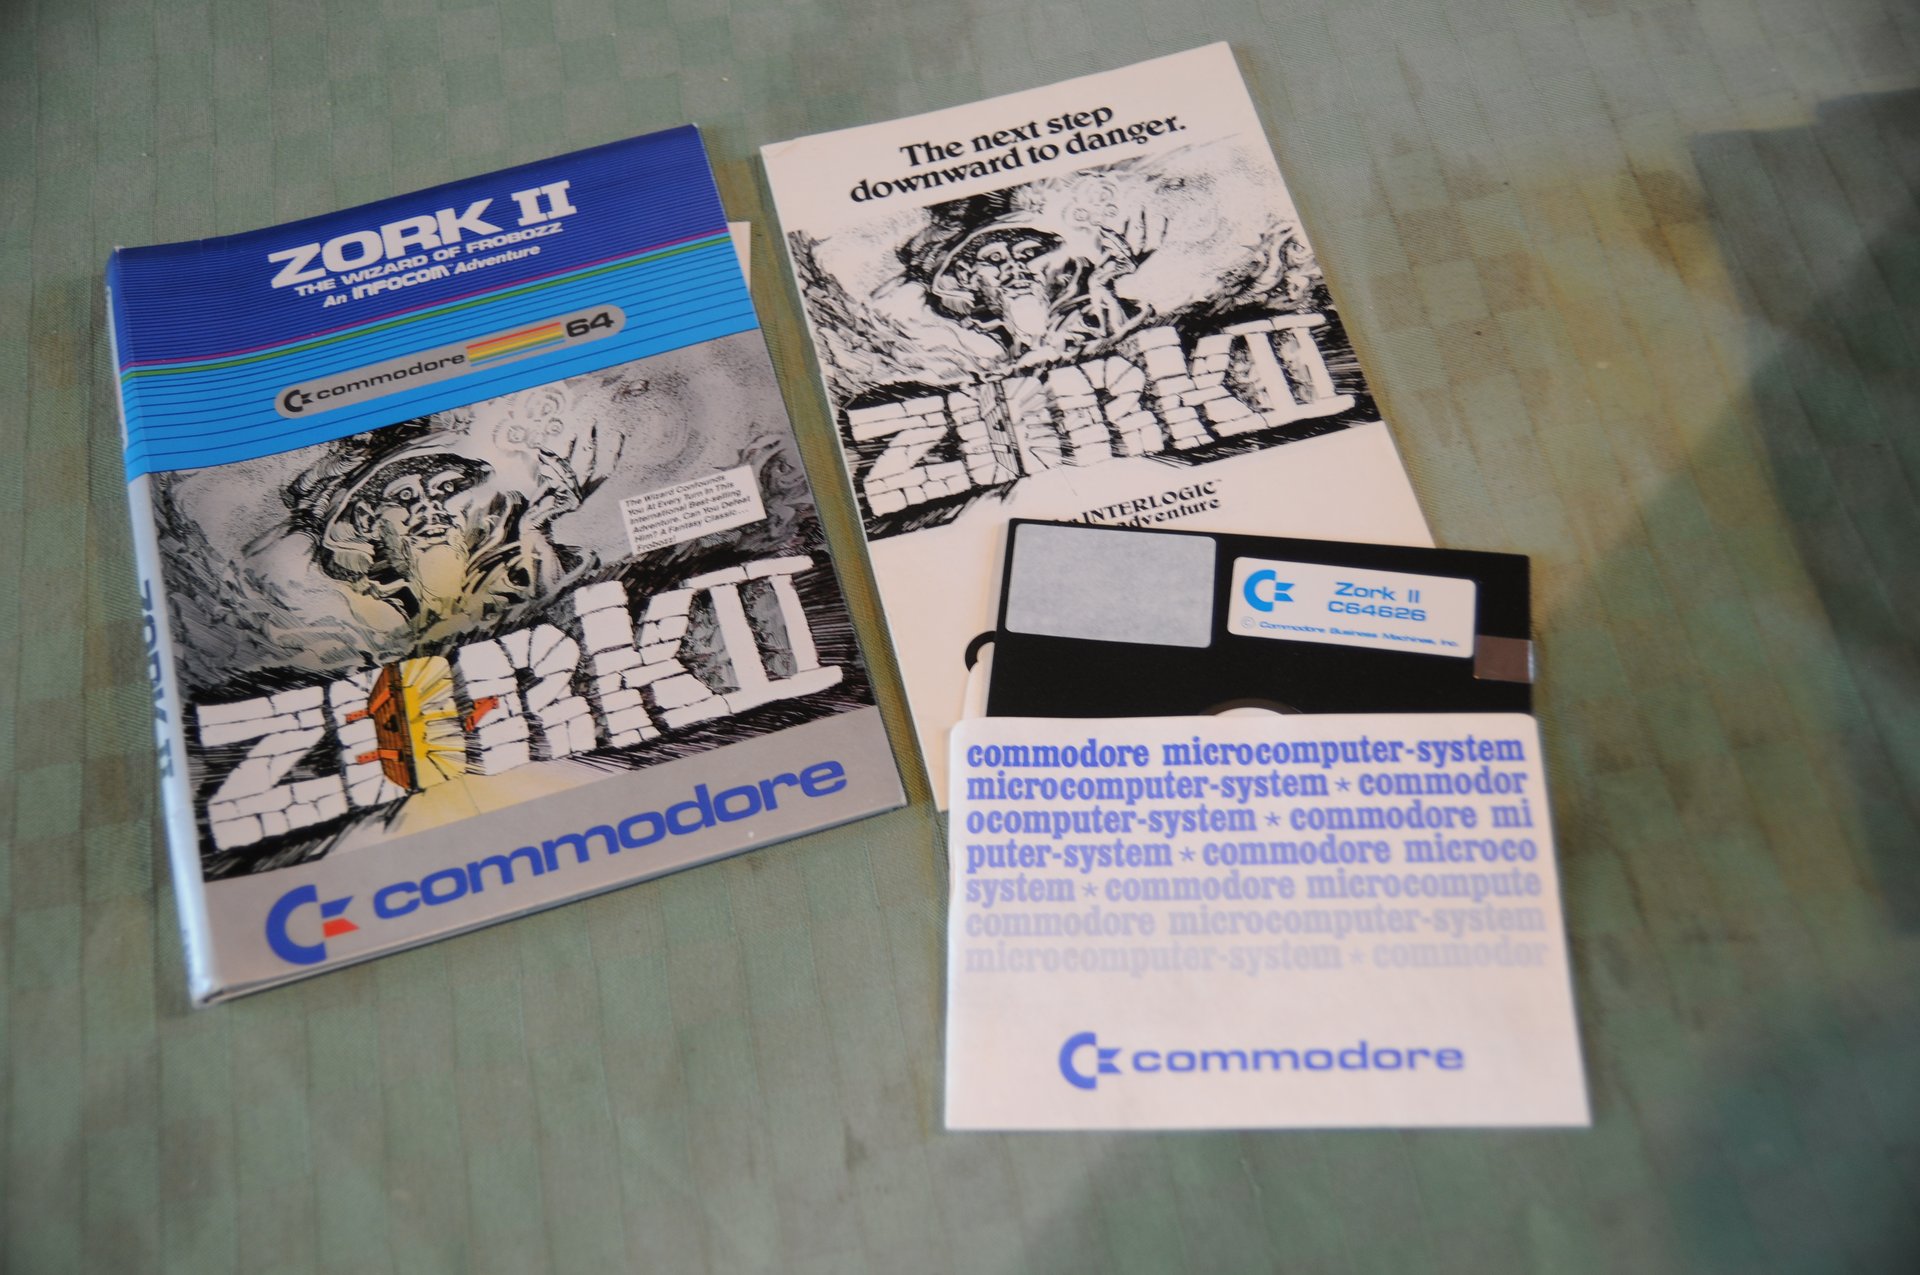 ZORK II
THE WIZARD OF FROBOZZ
An INFOCOM™ Adventure
commodore 64
The Wizard Confounds
You At Every Turn In This
International Best-selling
Adventure. Can You Defeat
Him? A Fantasy Classic...
Frobozz!
ZORK II
commodore
ZORK II
The next step
downward to danger.
ZORK II
INTERLOGIC™
adventure
Zork II
C64626
© Commodore Business Machines, Inc.
commodore microcomputer-system
microcomputer-system * commodor
ocomputer-system * commodore mi
puter-system * commodore microco
system * commodore microcompute
commodore microcomputer-system
microcomputer-system * commodor
commodore